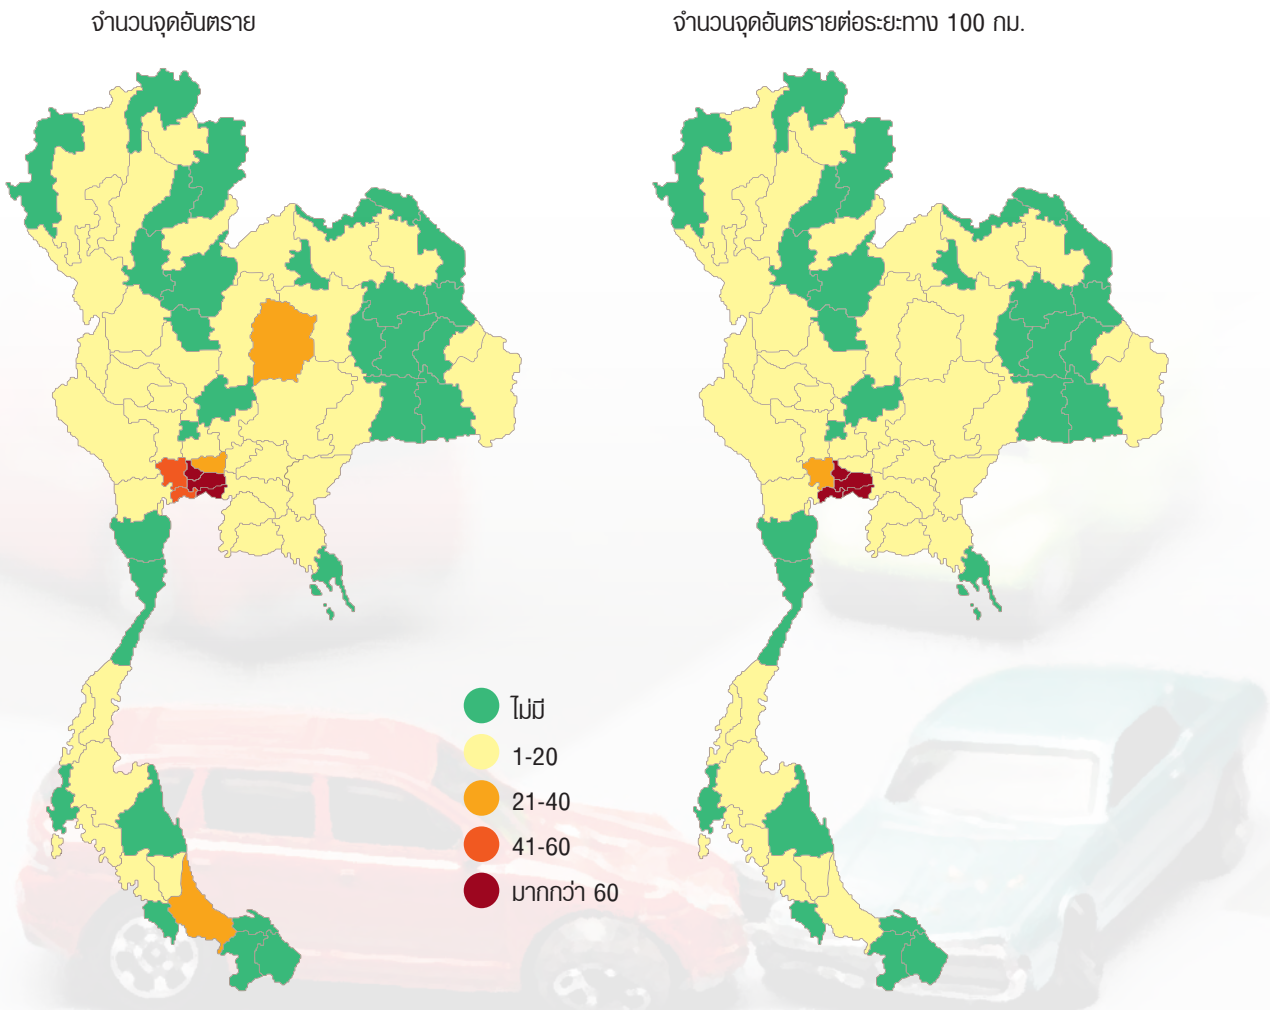 จำนวนจุดอันตราย
จำนวนจุดอันตรายต่อระยะทาง 100 กม.
ไม่มี
1-20
21-40
41-60
มากกว่า 60